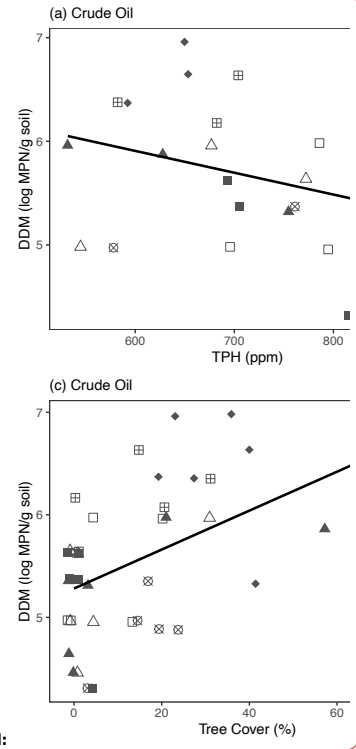 (a) Crude Oil
7
6
5
DDM (log MPN/g soil)
600 700 800
TPH (ppm)
(c) Crude Oil
7
6
5
DDM (log MPN/g soil)
0 20 40 60
Tree Cover (%)